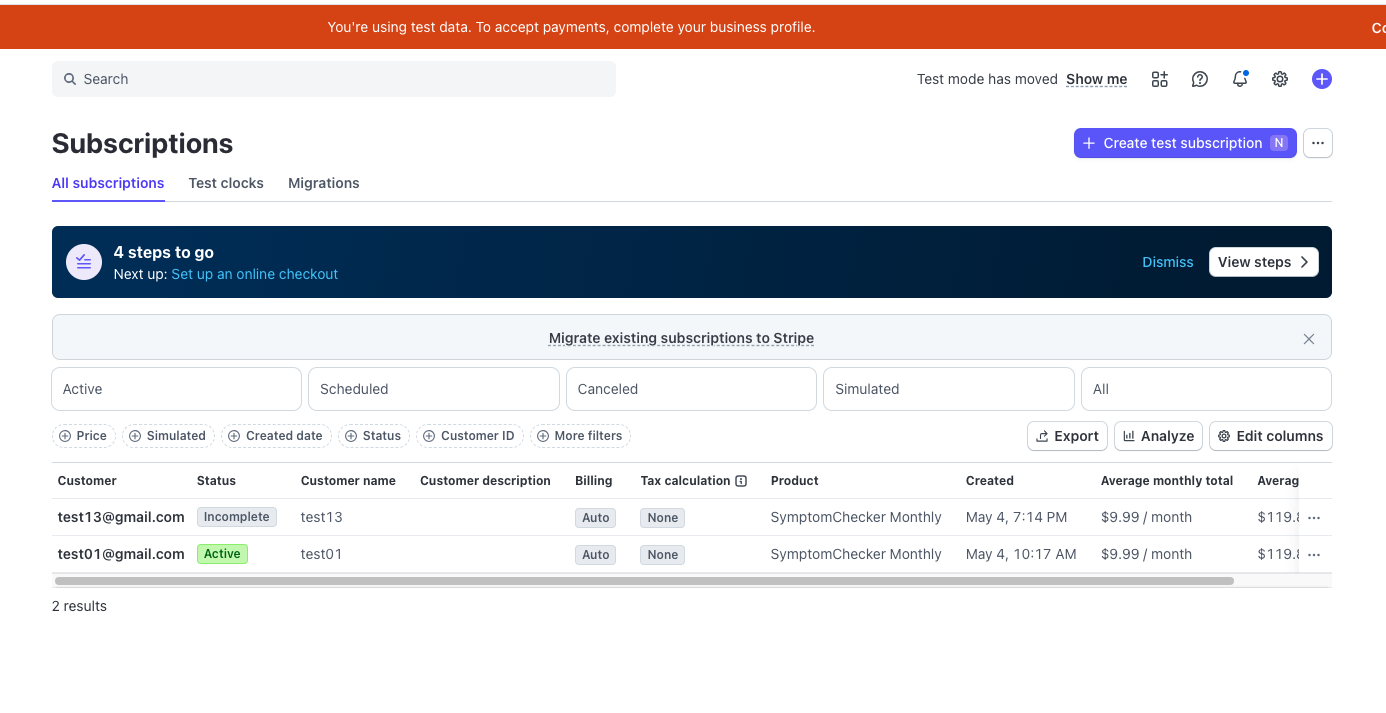 You're using test data. To accept payments, complete your business profile.
Search
Test mode has moved Show me
Subscriptions
Create test subscription N
All subscriptions Test clocks Migrations
4 steps to go
Next up: Set up an online checkout
Dismiss View steps
Migrate existing subscriptions to Stripe
Active Scheduled Canceled Simulated All
Price Simulated Created date Status Customer ID More filters
Export Analyze Edit columns
Customer Status Customer name Customer description Billing Tax calculation Product Created Average monthly total
test13@gmail.com Incomplete test13 Auto None SymptomChecker Monthly May 4, 7:14 PM $9.99 / month
test01@gmail.com Active test01 Auto None SymptomChecker Monthly May 4, 10:17 AM $9.99 / month
2 results